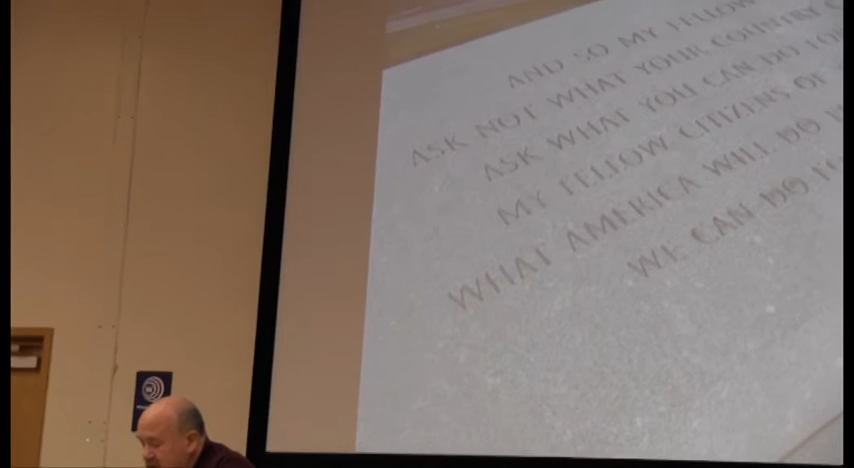 AND SO MY FELLOW
ASK NOT WHAT YOUR COUNTRY
ASK WHAT YOU CAN DO FOR
MY FELLOW CITIZENS OF
WHAT AMERICA WILL DO
WE CAN DO